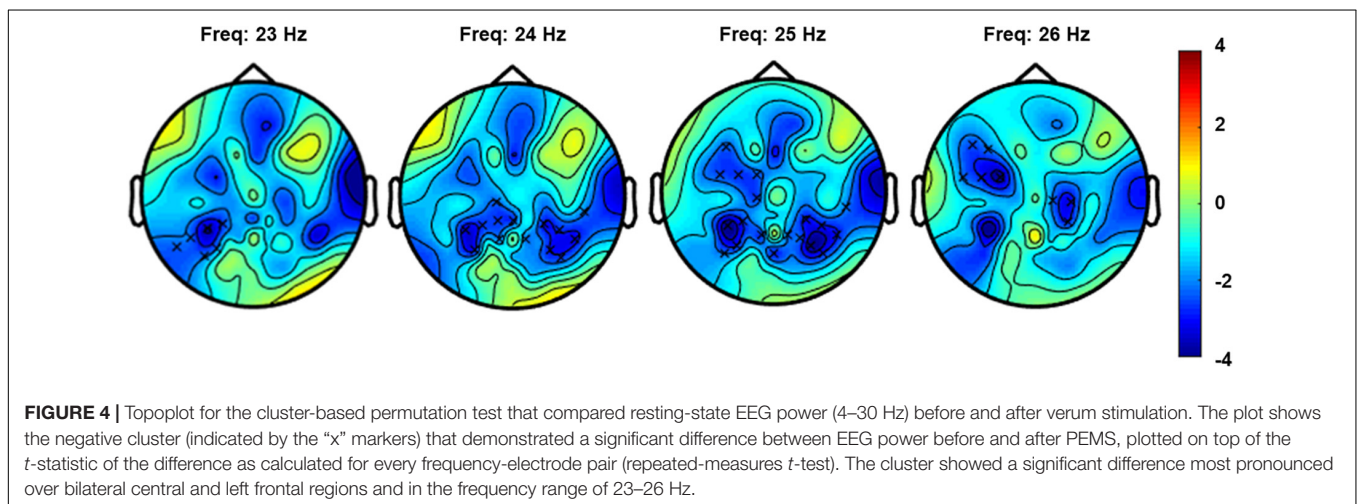 Freq: 23 Hz Freq: 24 Hz Freq: 25 Hz Freq: 26 Hz
4
2
0
-2
-4
FIGURE 4 | Topoplot for the cluster-based permutation test that compared resting-state EEG power (4–30 Hz) before and after verum stimulation. The plot shows
the negative cluster (indicated by the “x” markers) that demonstrated a significant difference between EEG power before and after PEMS, plotted on top of the
t-statistic of the difference as calculated for every frequency-electrode pair (repeated-measures t-test). The cluster showed a significant difference most pronounced
over bilateral central and left frontal regions and in the frequency range of 23–26 Hz.